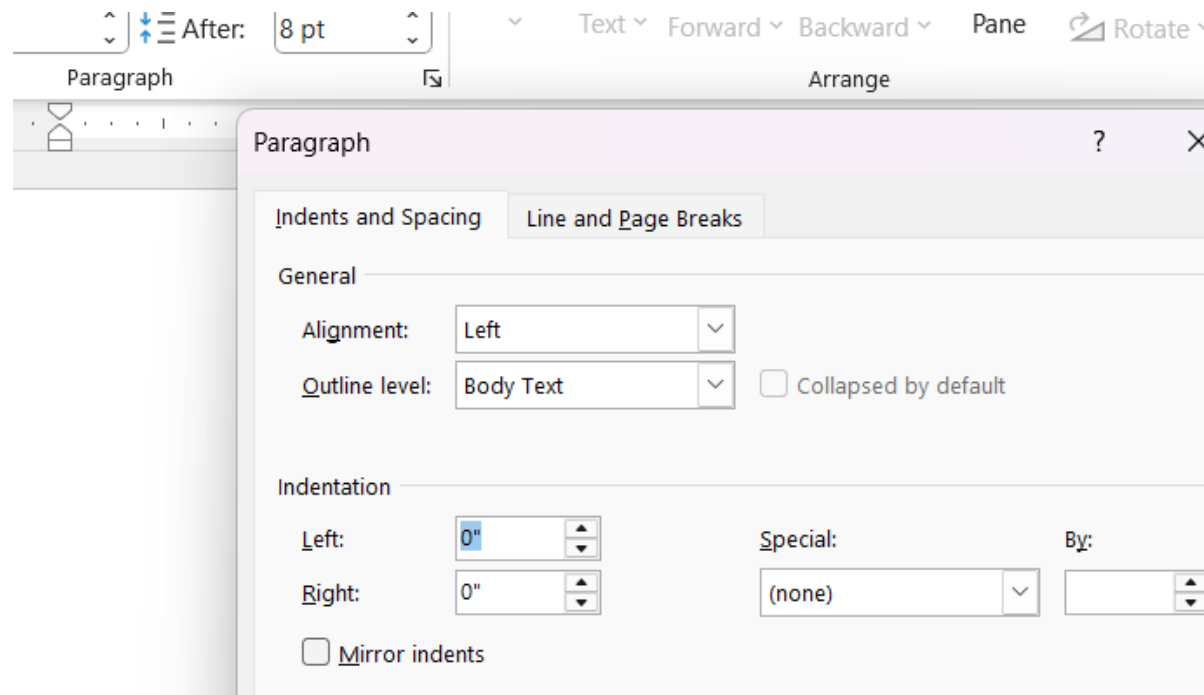 After: 8 pt Text Forward Backward Pane Rotate
Paragraph Arrange
Paragraph ?
Indents and Spacing Line and Page Breaks
General
Alignment: Left
Outline level: Body Text Collapsed by default
Indentation
Left: 0" Special: By:
Right: 0" (none)
Mirror indents